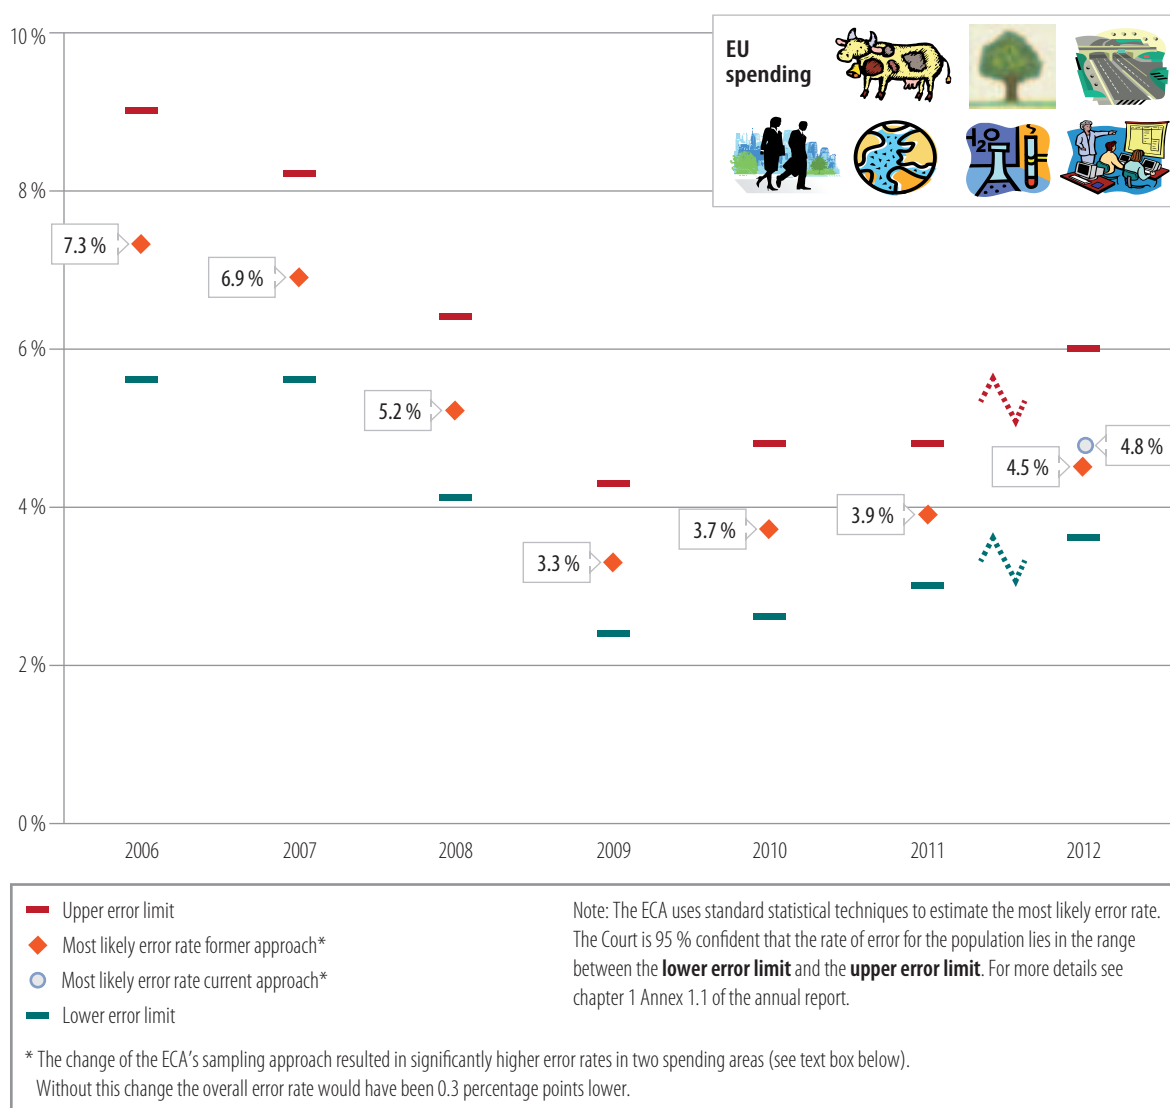 10 %
EU
spending
H2O
8 %
7.3 %
6.9 %
6 %
5.2 %
4.8 %
4.5 %
4 %
3.9 %
3.7 %
3.3 %
2 %
0 %
2006 2007 2008 2009 2010 2011 2012
Upper error limit
Most likely error rate former approach*
Most likely error rate current approach*
Lower error limit
Note: The ECA uses standard statistical techniques to estimate the most likely error rate.
The Court is 95 % confident that the rate of error for the population lies in the range
between the lower error limit and the upper error limit. For more details see
chapter 1 Annex 1.1 of the annual report.
* The change of the ECA's sampling approach resulted in significantly higher error rates in two spending areas (see text box below).
Without this change the overall error rate would have been 0.3 percentage points lower.